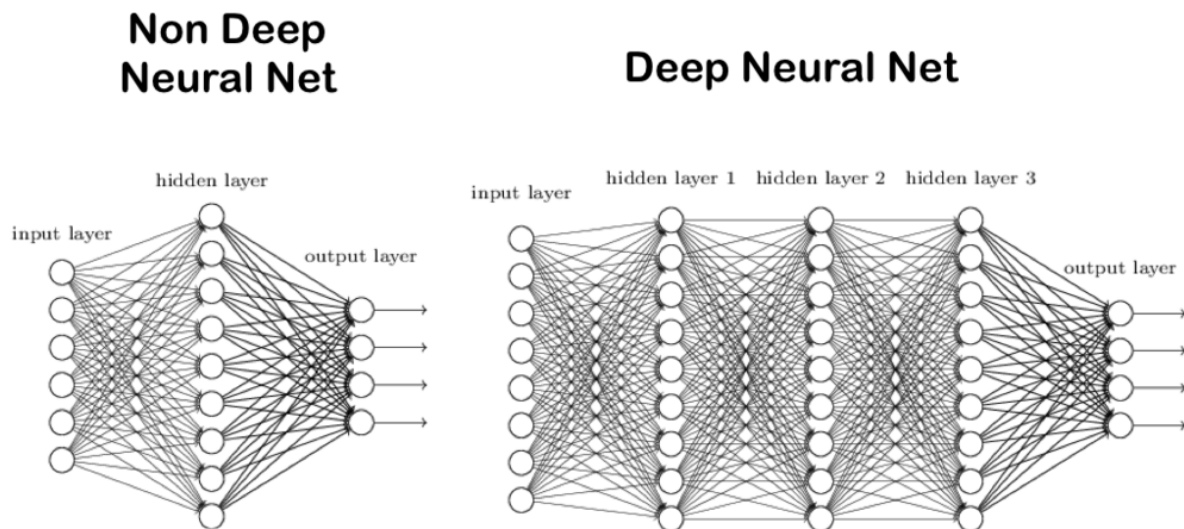 Non Deep
Neural Net
hidden layer
input layer
output layer
Deep Neural Net
input layer
hidden layer 1
hidden layer 2
hidden layer 3
output layer